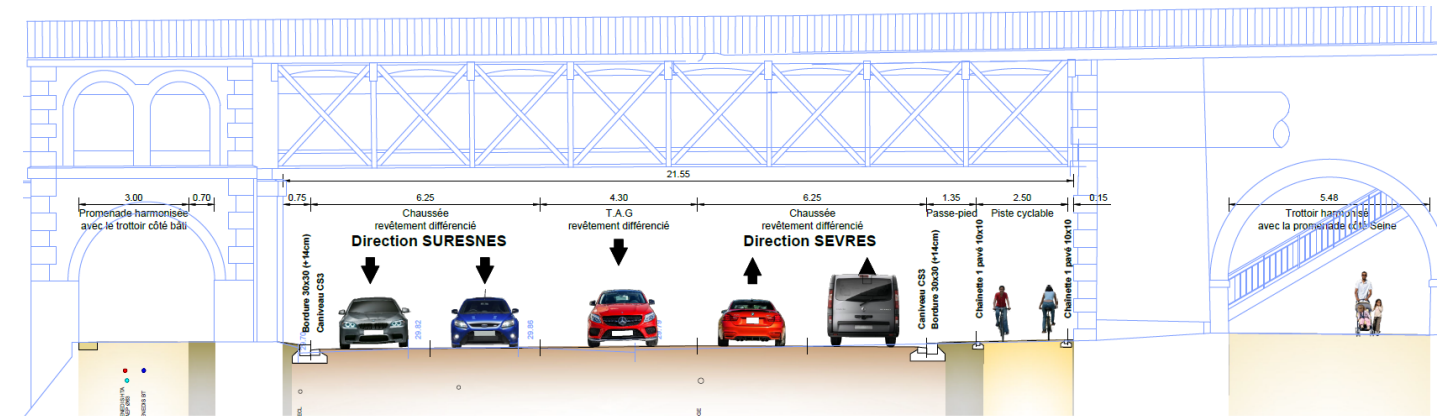 21.55
3.00
0.70
0.75
6.25
4.30
6.25
1.35
2.50
0.15
5.48
Promenade harmonisée
avec le trottoir côté bâti
Chaussée
revêtement différencié
Direction SURESNES
T.A.G
revêtement différencié
Chaussée
revêtement différencié
Direction SEVRES
Passe-pied
Piste cyclable
Trottoir harmonisé
avec la promenade côté Seine
Bordure 30x30 (+14cm)
Caniveau CS3
Caniveau CS3
Bordure 30x30 (+14cm)
Chaînette 1 pavé 10x10
Chaînette 1 pavé 10x10
29.82
29.86